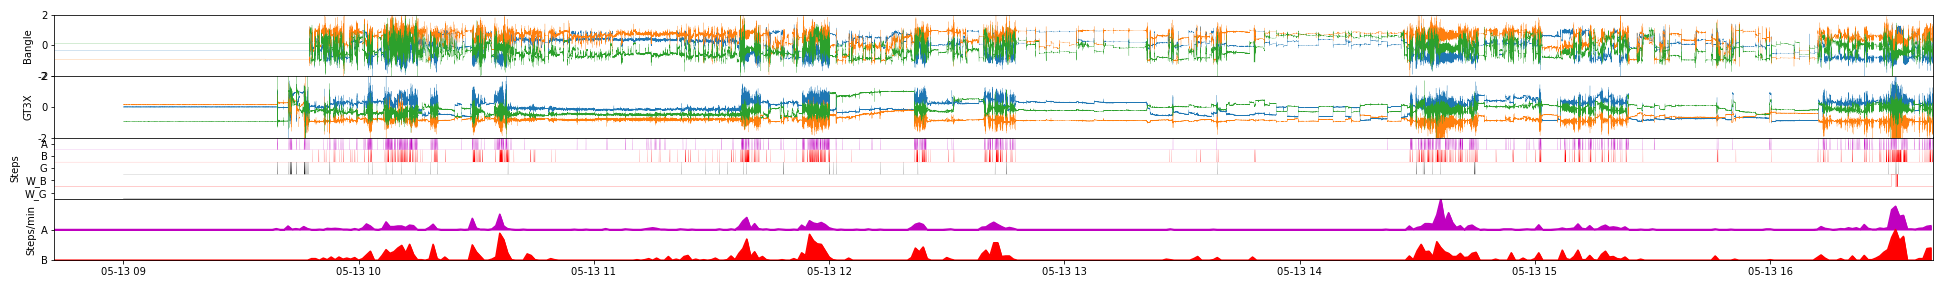 2
Bangle
0
-2
2
GT3X
0
-2
A
Steps
B
G
W_B
W_G
Steps/min
A
B
05-13 09
05-13 10
05-13 11
05-13 12
05-13 13
05-13 14
05-13 15
05-13 16